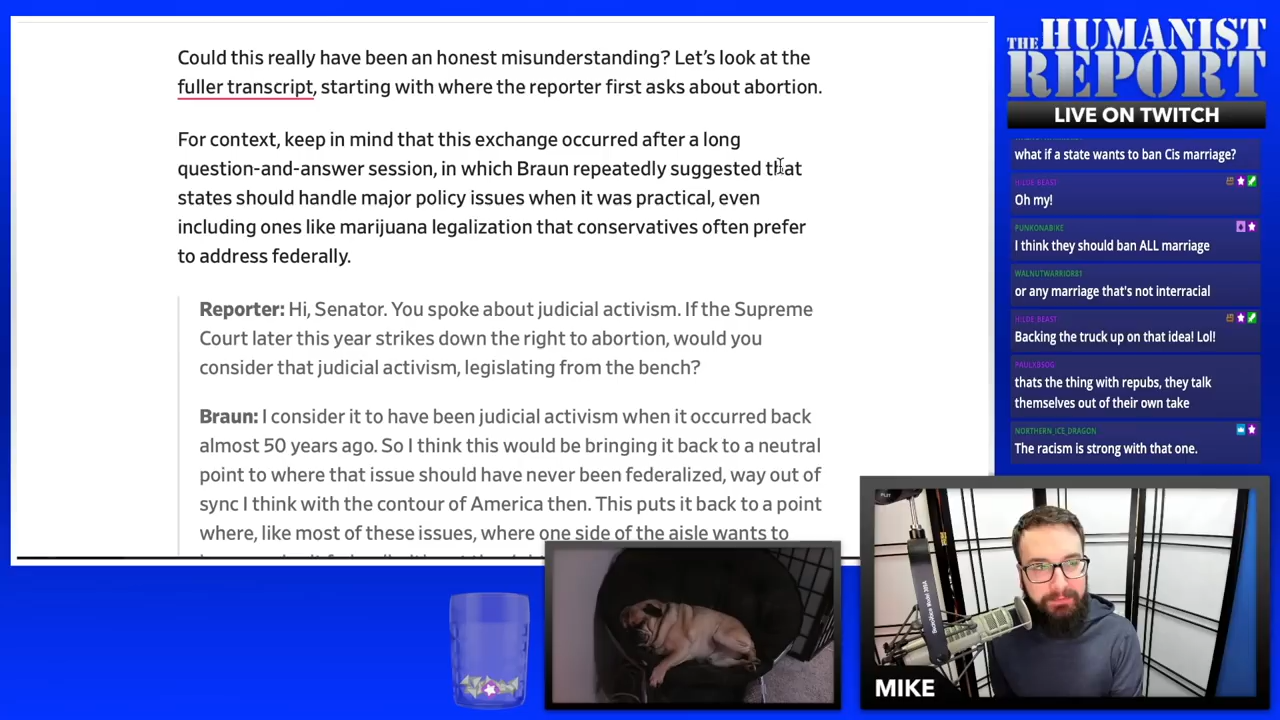 Could this really have been an honest misunderstanding? Let's look at the
fuller transcript, starting with where the reporter first asks about abortion.
For context, keep in mind that this exchange occurred after a long
question-and-answer session, in which Braun repeatedly suggested that
states should handle major policy issues when it was practical, even
including ones like marijuana legalization that conservatives often prefer
to address federally.
Reporter: Hi, Senator. You spoke about judicial activism. If the Supreme
Court later this year strikes down the right to abortion, would you
consider that judicial activism, legislating from the bench?
Braun: I consider it to have been judicial activism when it occurred back
almost 50 years ago. So I think this would be bringing it back to a neutral
point to where that issue should have never been federalized, way out of
sync I think with the contour of America then. This puts it back to a point
where, like most of these issues, where one side of the aisle wants to
THE HUMANIST
REPORT
LIVE ON TWITCH
what if a state wants to ban Cis marriage?
HILDE_BEAST
Oh my!
PUNKONABIKE
I think they should ban ALL marriage
WALNUTWARRIOR81
or any marriage that's not interracial
HILDE_BEAST
Backing the truck up on that idea! Lol!
thats the thing with repubs, they talk
themselves out of their own take
NORTHERN_ICE_DRAGON
The racism is strong with that one.
MIKE